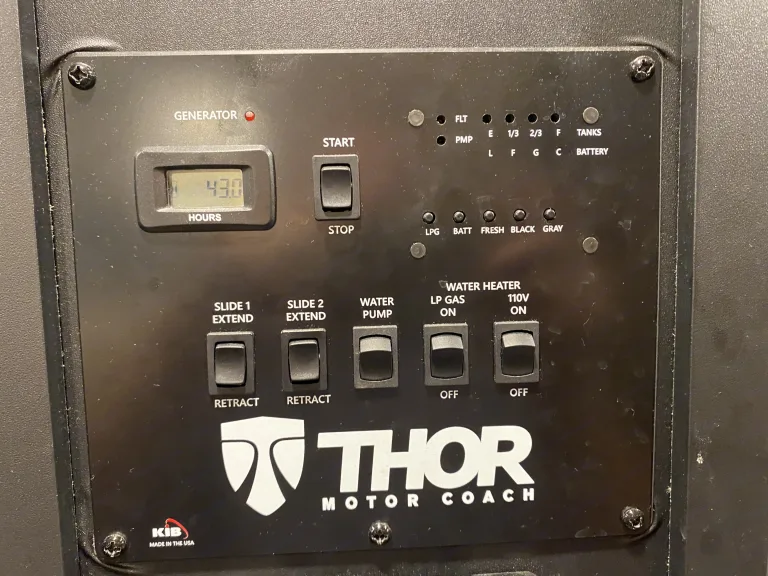 GENERATOR
43.0
HOURS
START
STOP
FLT
PMP
E 1/3 2/3 F TANKS
L F G C BATTERY
LPG BATT FRESH BLACK GRAY
SLIDE 1
EXTEND
RETRACT
SLIDE 2
EXTEND
RETRACT
WATER
PUMP
WATER HEATER
LP GAS
ON
OFF
110V
ON
OFF
THOR
MOTOR COACH
KIB
MADE IN THE USA